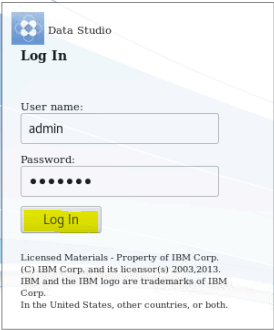 Data Studio
Log In
User name:
admin
Password:
•••••••
Log In
Licensed Materials - Property of IBM Corp.
(C) IBM Corp. and its licensor(s) 2003,2013.
IBM and the IBM logo are trademarks of IBM
Corp.
In the United States, other countries, or both.